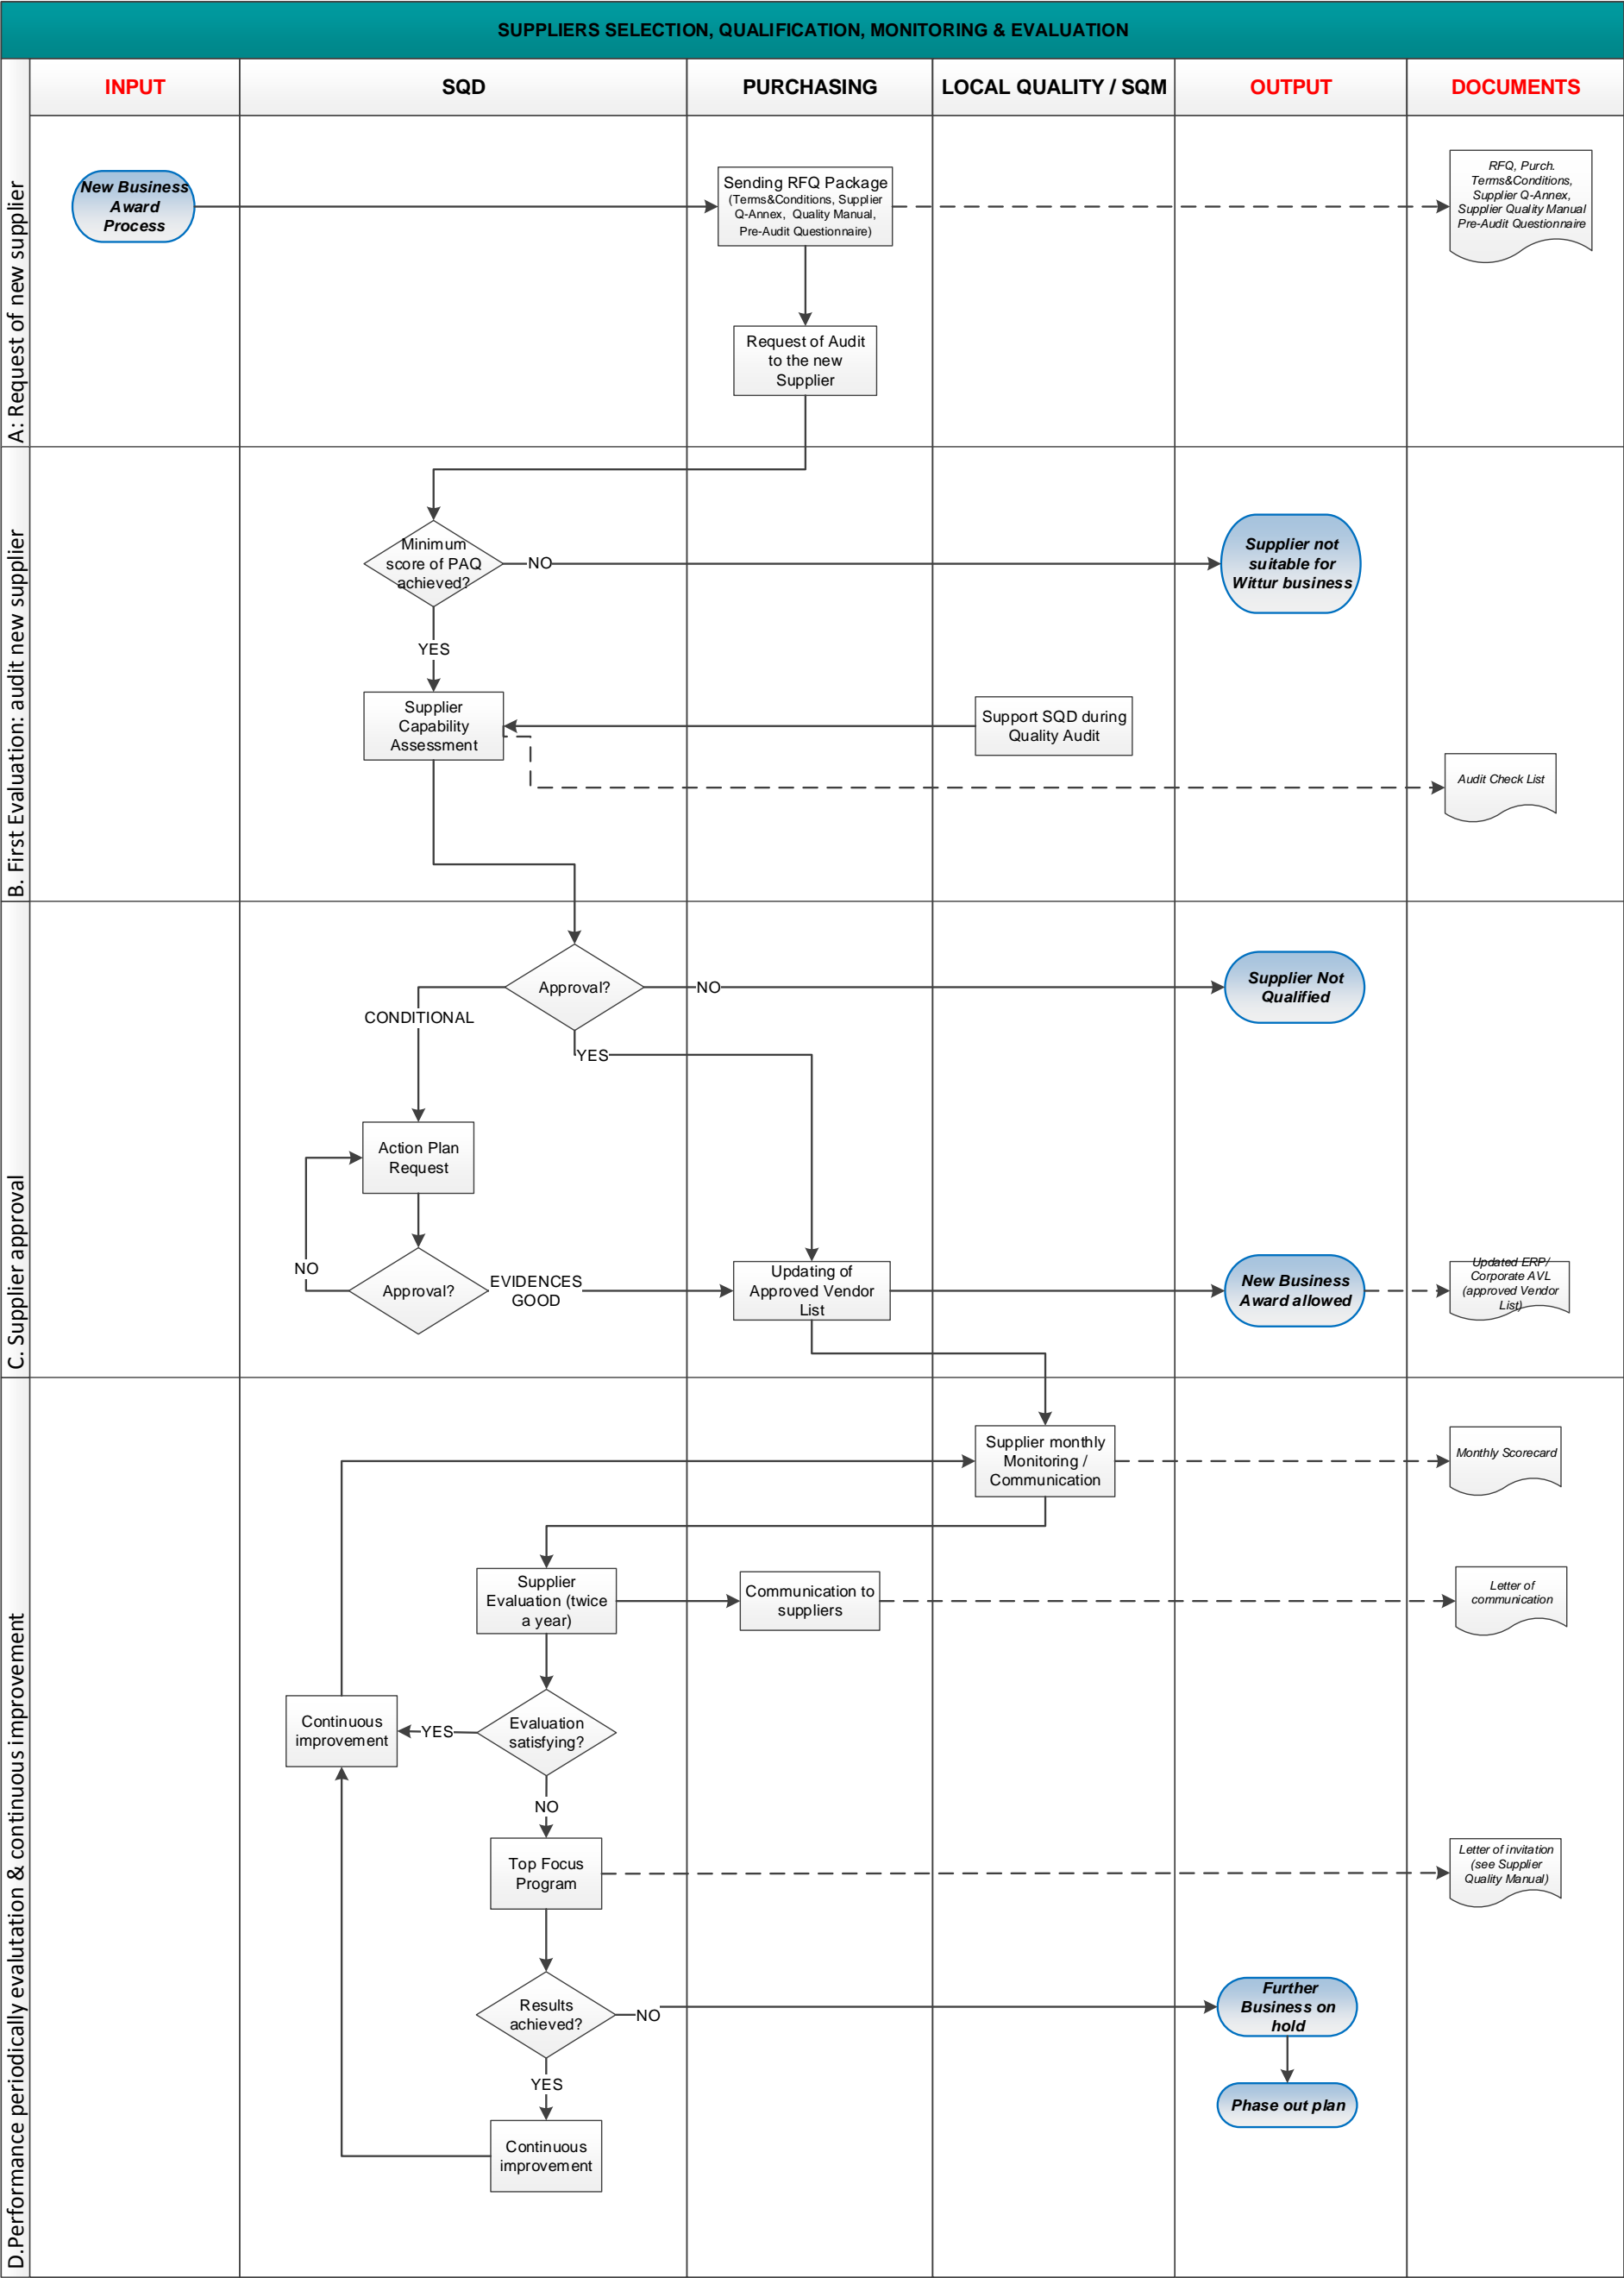 SUPPLIERS SELECTION, QUALIFICATION, MONITORING & EVALUATION
INPUT
SQD
PURCHASING
LOCAL QUALITY / SQM
OUTPUT
DOCUMENTS
A: Request of new supplier
New Business
Award
Process
Sending RFQ Package
(Terms&Conditions, Supplier
Q-Annex, Quality Manual,
Pre-Audit Questionnaire)
RFQ, Purch.
Terms&Conditions,
Supplier Q-Annex,
Supplier Quality Manual
Pre-Audit Questionnaire
Request of Audit
to the new
Supplier
B. First Evaluation: audit new supplier
Minimum
score of PAQ
achieved?
NO
Supplier not
suitable for
Wittur business
YES
Supplier
Capability
Assessment
Support SQD during
Quality Audit
Audit Check List
C. Supplier approval
Approval?
NO
Supplier Not
Qualified
CONDITIONAL
YES
Action Plan
Request
NO
Approval?
EVIDENCES
GOOD
Updating of
Approved Vendor
List
New Business
Award allowed
Updated ERP/
Corporate AVL
(approved Vendor
List)
D.Performance periodically evalutation & continuous improvement
Supplier monthly
Monitoring /
Communication
Monthly Scorecard
Supplier
Evaluation (twice
a year)
Communication to
suppliers
Letter of
communication
Continuous
improvement
YES
Evaluation
satisfying?
NO
Top Focus
Program
Letter of invitation
(see Supplier
Quality Manual)
Results
achieved?
NO
Further
Business on
hold
YES
Phase out plan
Continuous
improvement